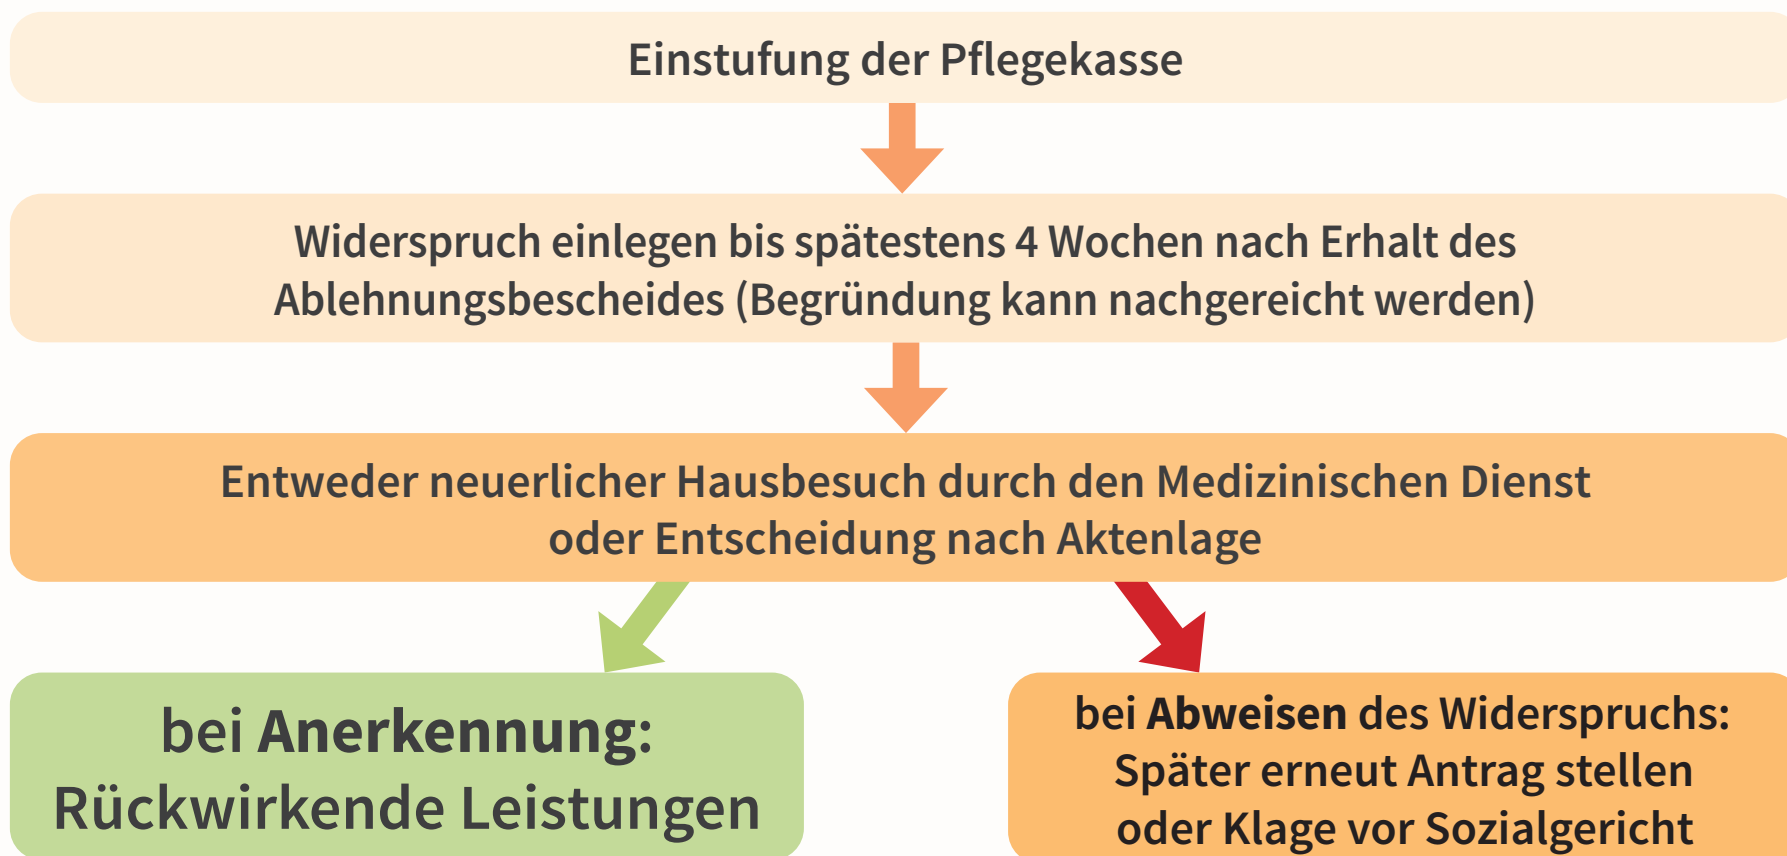 Einstufung der Pflegekasse
Widerspruch einlegen bis spätestens 4 Wochen nach Erhalt des
Ablehnungsbescheides (Begründung kann nachgereicht werden)
Entweder neuerlicher Hausbesuch durch den Medizinischen Dienst
oder Entscheidung nach Aktenlage
bei Anerkennung:
Rückwirkende Leistungen
bei Abweisen des Widerspruchs:
Später erneut Antrag stellen
oder Klage vor Sozialgericht